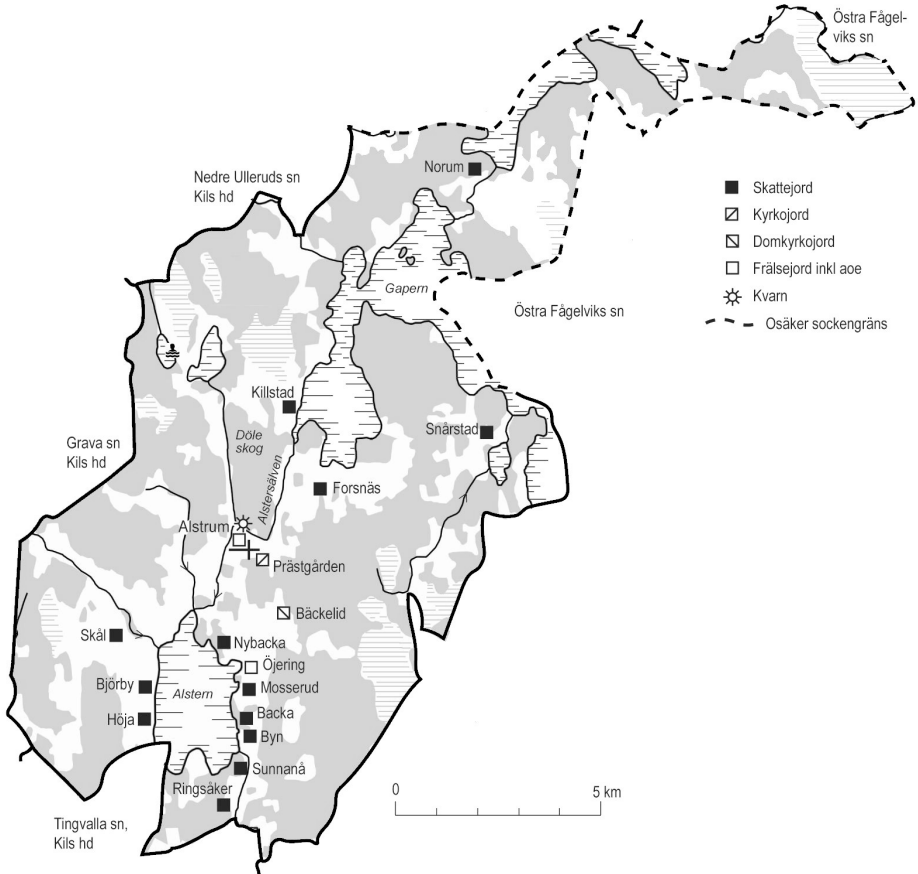 Östra Fågel-
viks sn
Norum
Nedre Ulleruds sn
Kils hd
Skattejord
Kyrkojord
Domkyrkojord
Frälsejord inkl aoe
Kvarn
Osäker sockengräns
Gapern
Östra Fågelviks sn
Killstad
Snårstad
Döle
skog
Grava sn
Kils hd
Alstersälven
Forsnäs
Alstrum
Prästgården
Bäckelid
Skål
Nybacka
Öjering
Björby
Alstern
Mosserud
Höja
Backa
Byn
Sunnanå
Ringsåker
0 5 km
Tingvalla sn,
Kils hd